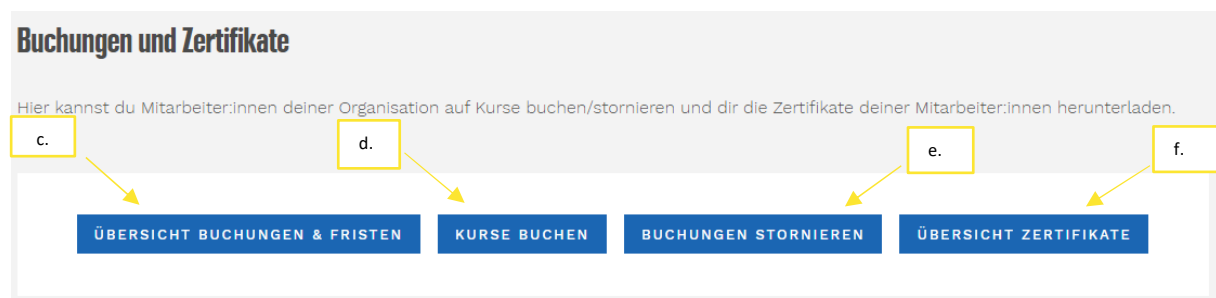 Buchungen und Zertifikate
Hier kannst du Mitarbeiter:innen deiner Organisation auf Kurse buchen/stornieren und dir die Zertifikate deiner Mitarbeiter:innen herunterladen.
c.
d.
e.
f.
ÜBERSICHT BUCHUNGEN & FRISTEN
KURSE BUCHEN
BUCHUNGEN STORNIEREN
ÜBERSICHT ZERTIFIKATE